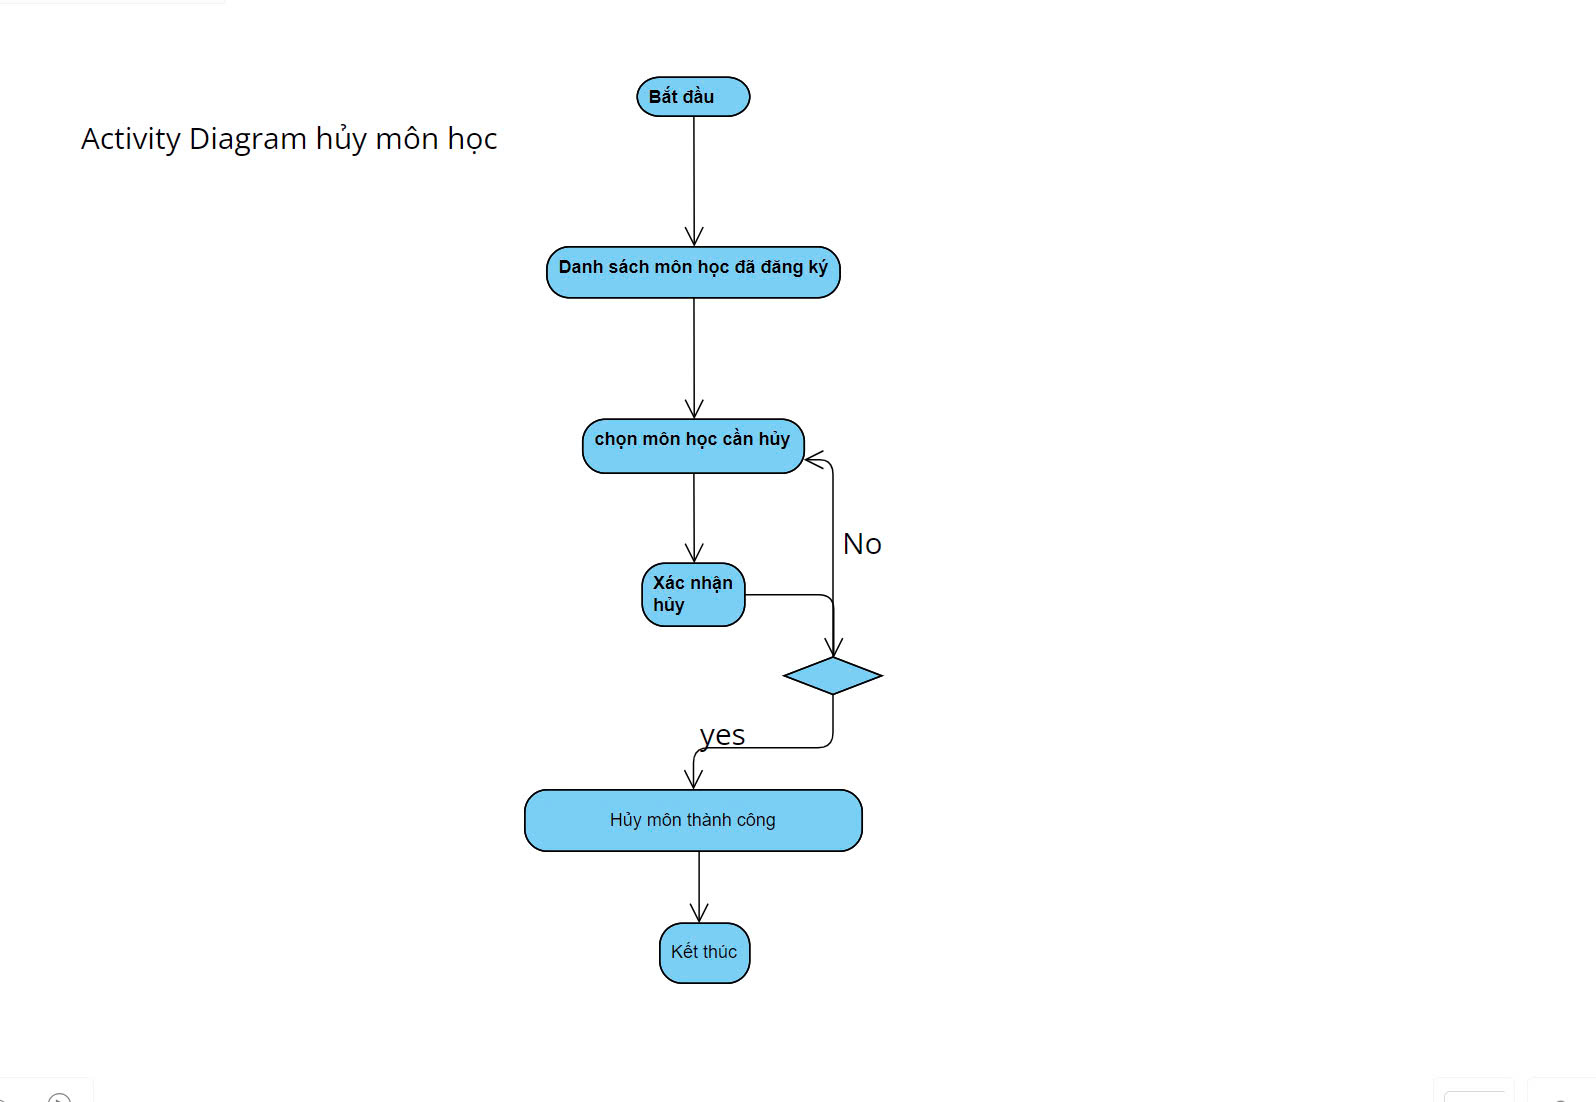 Bắt đầu
Activity Diagram hủy môn học
Danh sách môn học đã đăng ký
chọn môn học cần hủy
No
Xác nhận
hủy
yes
Hủy môn thành công
Kết thúc